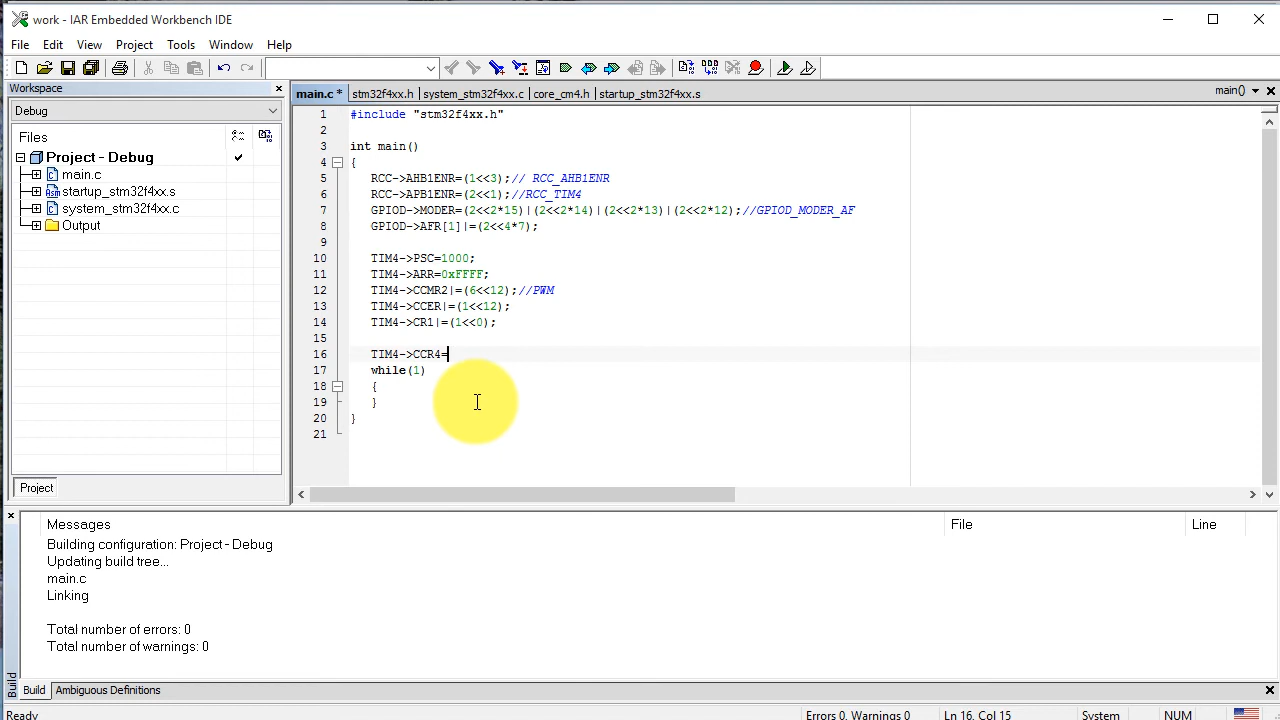 work - IAR Embedded Workbench IDE
File Edit View Project Tools Window Help
Workspace
Debug
Files
Project - Debug
main.c
startup_stm32f4xx.s
system_stm32f4xx.c
Output
Project
main.c * stm32f4xx.h system_stm32f4xx.c core_cm4.h startup_stm32f4xx.s main()
1 #include "stm32f4xx.h"
2
3 int main()
4 {
5 RCC->AHB1ENR=(1<<3);// RCC_AHB1ENR
6 RCC->APB1ENR=(2<<1);//RCC_TIM4
7 GPIOD->MODER=(2<<2*15)|(2<<2*14)|(2<<2*13)|(2<<2*12);//GPIOD_MODER_AF
8 GPIOD->AFR[1]|=(2<<4*7);
9
10 TIM4->PSC=1000;
11 TIM4->ARR=0xFFFF;
12 TIM4->CCMR2|=(6<<12);//PWM
13 TIM4->CCER|=(1<<12);
14 TIM4->CR1|=(1<<0);
15
16 TIM4->CCR4=
17 while(1)
18 {
19 }
20 }
21
Messages File Line
Building configuration: Project - Debug
Updating build tree...
main.c
Linking
Total number of errors: 0
Total number of warnings: 0
Build
Build Ambiguous Definitions
Ready Errors 0, Warnings 0 Ln 16, Col 15 System NUM